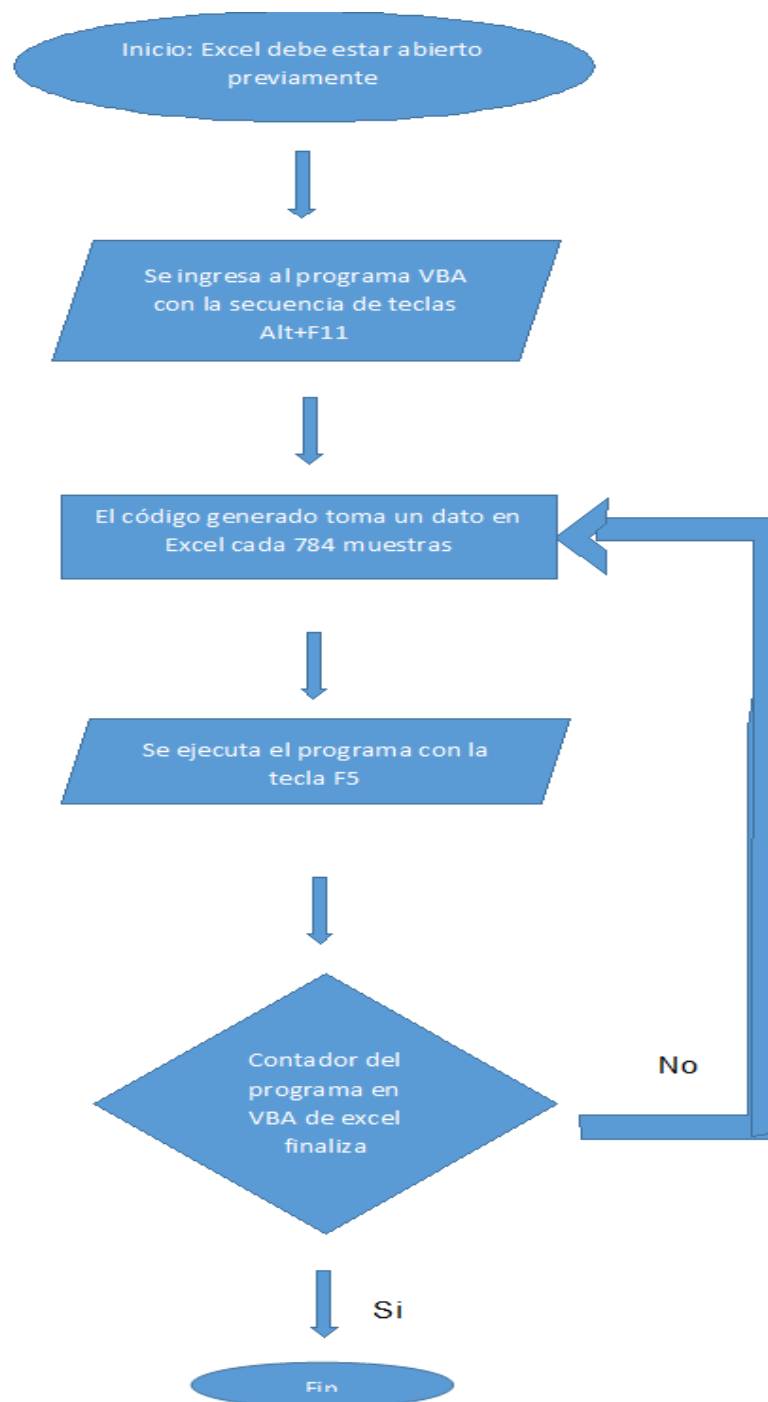 Inicio: Excel debe estar abierto
previamente
Se ingresa al programa VBA
con la secuencia de teclas
Alt+F11
El código generado toma un dato en
Excel cada 784 muestras
Se ejecuta el programa con la
tecla F5
Contador del
programa en
VBA de excel
finaliza
No
Si
Fin